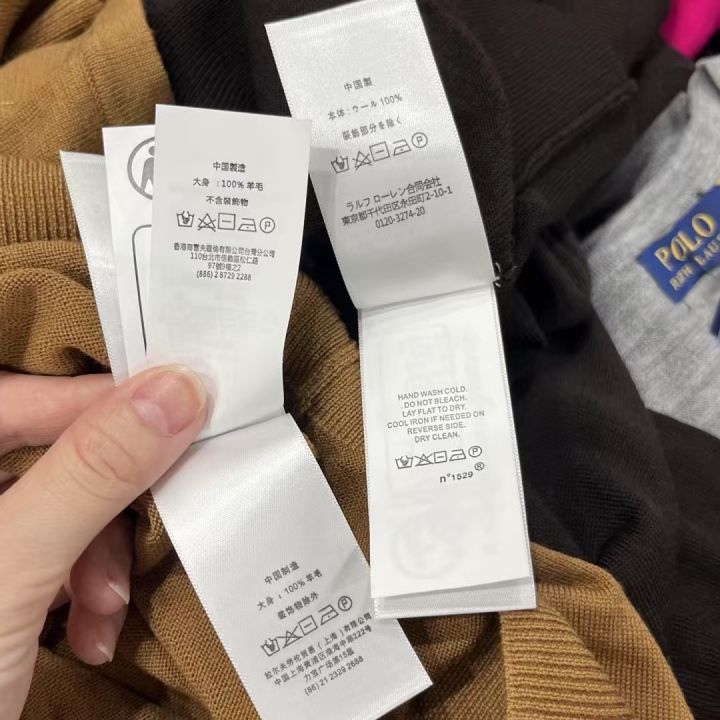 中国製
本体:ウール 100%
装飾部分を除く
ラルフ ローレン合同会社
東京都千代田区永田町2-10-1
0120-3274-20
中國製造
大身 :100%羊毛
不含裝飾物
香港商雷夫羅倫有限公司台灣分公司
110台北市信義區松仁路
97號9樓之2
(886) 2 8729 2288
HAND WASH COLD.
DO NOT BLEACH.
LAY FLAT TO DRY.
COOL IRON IF NEEDED ON
REVERSE SIDE.
DRY CLEAN.
n°1529®
中国制造
大身:100%羊毛
装饰物除外
拉尔夫劳伦贸易(上海)有限公司
中国上海黄浦区淮海中路222号
力宝广场第15层
(86) 21 2329 2688
POLO
RALPH LAUREN